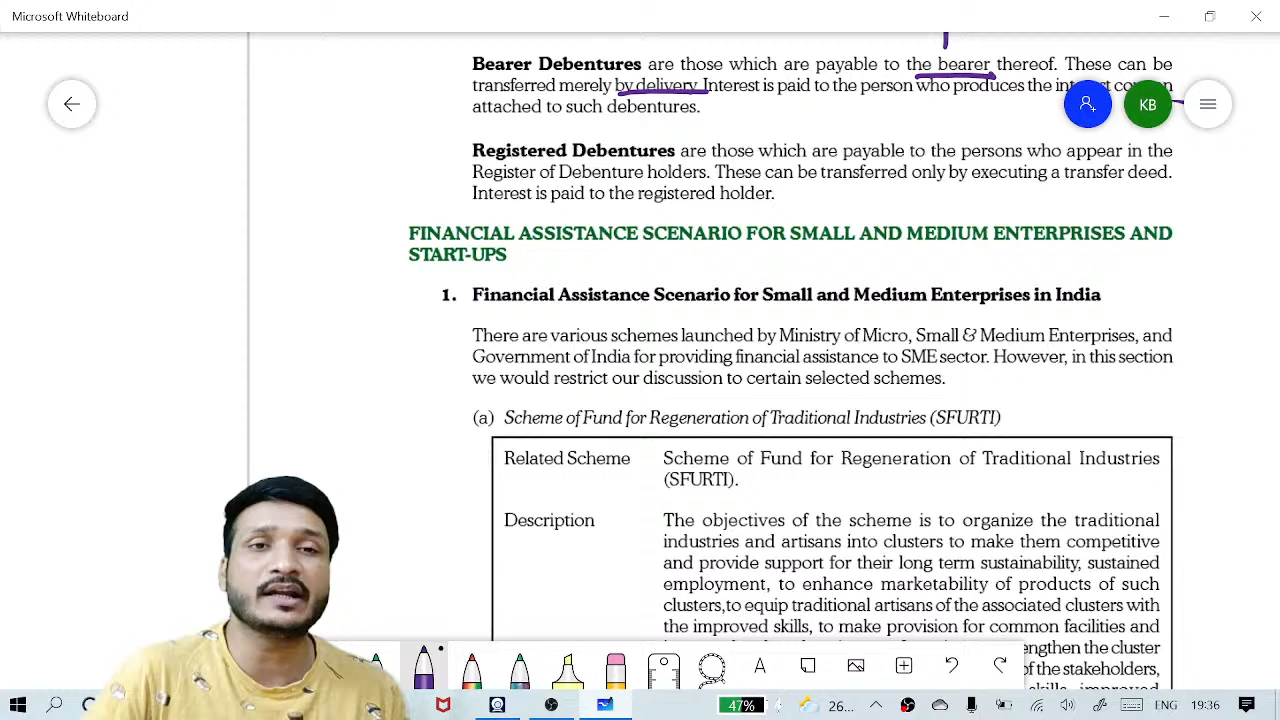 Microsoft Whiteboard
Bearer Debentures are those which are payable to the bearer thereof. These can be
transferred merely by delivery. Interest is paid to the person who produces the
attached to such debentures.
KB
Registered Debentures are those which are payable to the persons who appear in the
Register of Debenture holders. These can be transferred only by executing a transfer deed.
Interest is paid to the registered holder.
FINANCIAL ASSISTANCE SCENARIO FOR SMALL AND MEDIUM ENTERPRISES AND
START-UPS
1. Financial Assistance Scenario for Small and Medium Enterprises in India
There are various schemes launched by Ministry of Micro, Small & Medium Enterprises, and
Government of India for providing financial assistance to SME sector. However, in this section
we would restrict our discussion to certain selected schemes.
(a) Scheme of Fund for Regeneration of Traditional Industries (SFURTI)
Related Scheme Scheme of Fund for Regeneration of Traditional Industries
(SFURTI).
Description The objectives of the scheme is to organize the traditional
industries and artisans into clusters to make them competitive
and provide support for their long term sustainability, sustained
employment, to enhance marketability of products of such
clusters,to equip traditional artisans of the associated clusters with
the improved skills, to make provision for common facilities and
the cluster
of the stakeholders,
A
47% 26... ENG 19:36